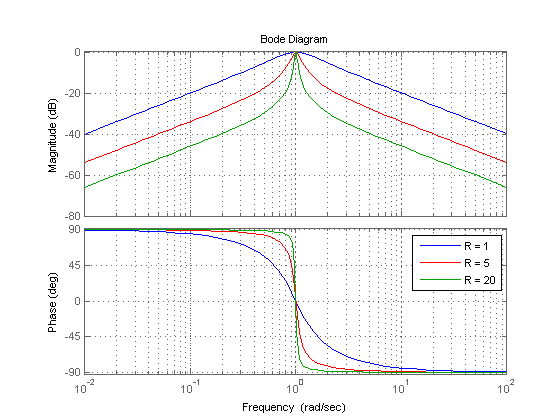 Bode Diagram
Magnitude (dB)
0
-20
-40
-60
-80
Phase (deg)
90
45
0
-45
-90
R = 1
R = 5
R = 20
10^-2
10^-1
10^0
10^1
10^2
Frequency (rad/sec)